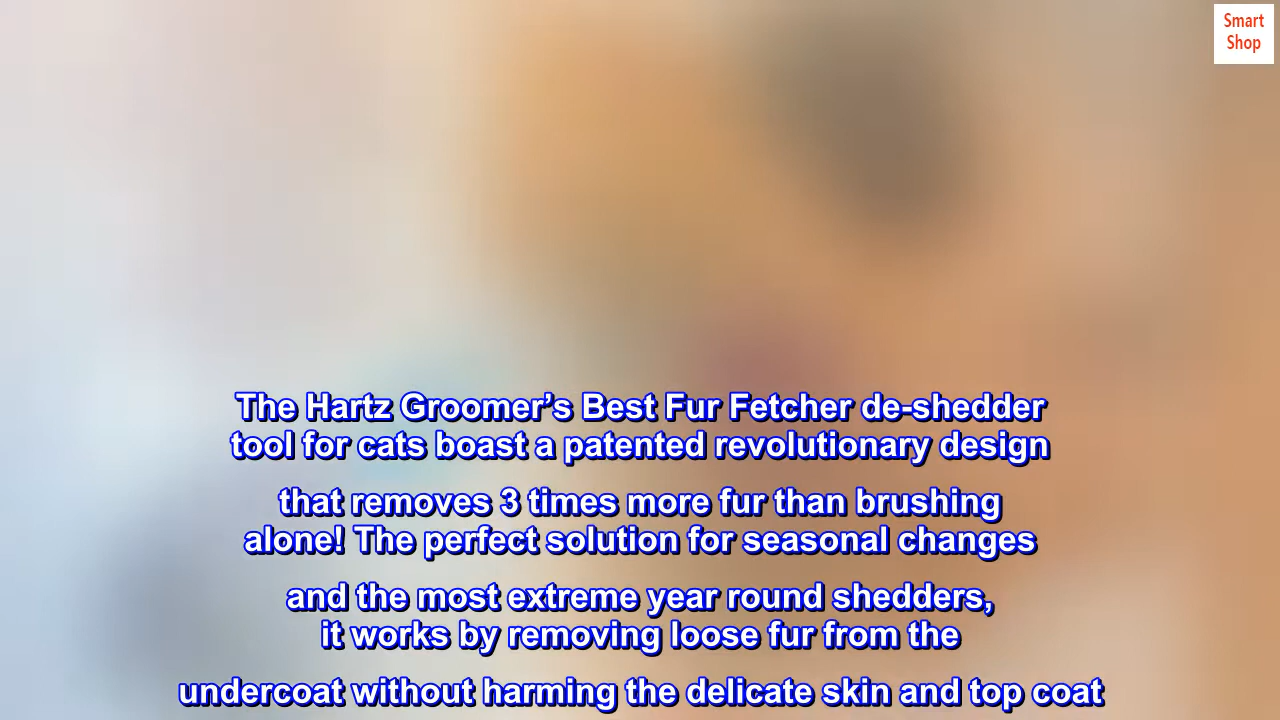 Smart
Shop
The Hartz Groomer’s Best Fur Fetcher de-shedder
tool for cats boast a patented revolutionary design
that removes 3 times more fur than brushing
alone! The perfect solution for seasonal changes
and the most extreme year round shedders,
it works by removing loose fur from the
undercoat without harming the delicate skin and top coat